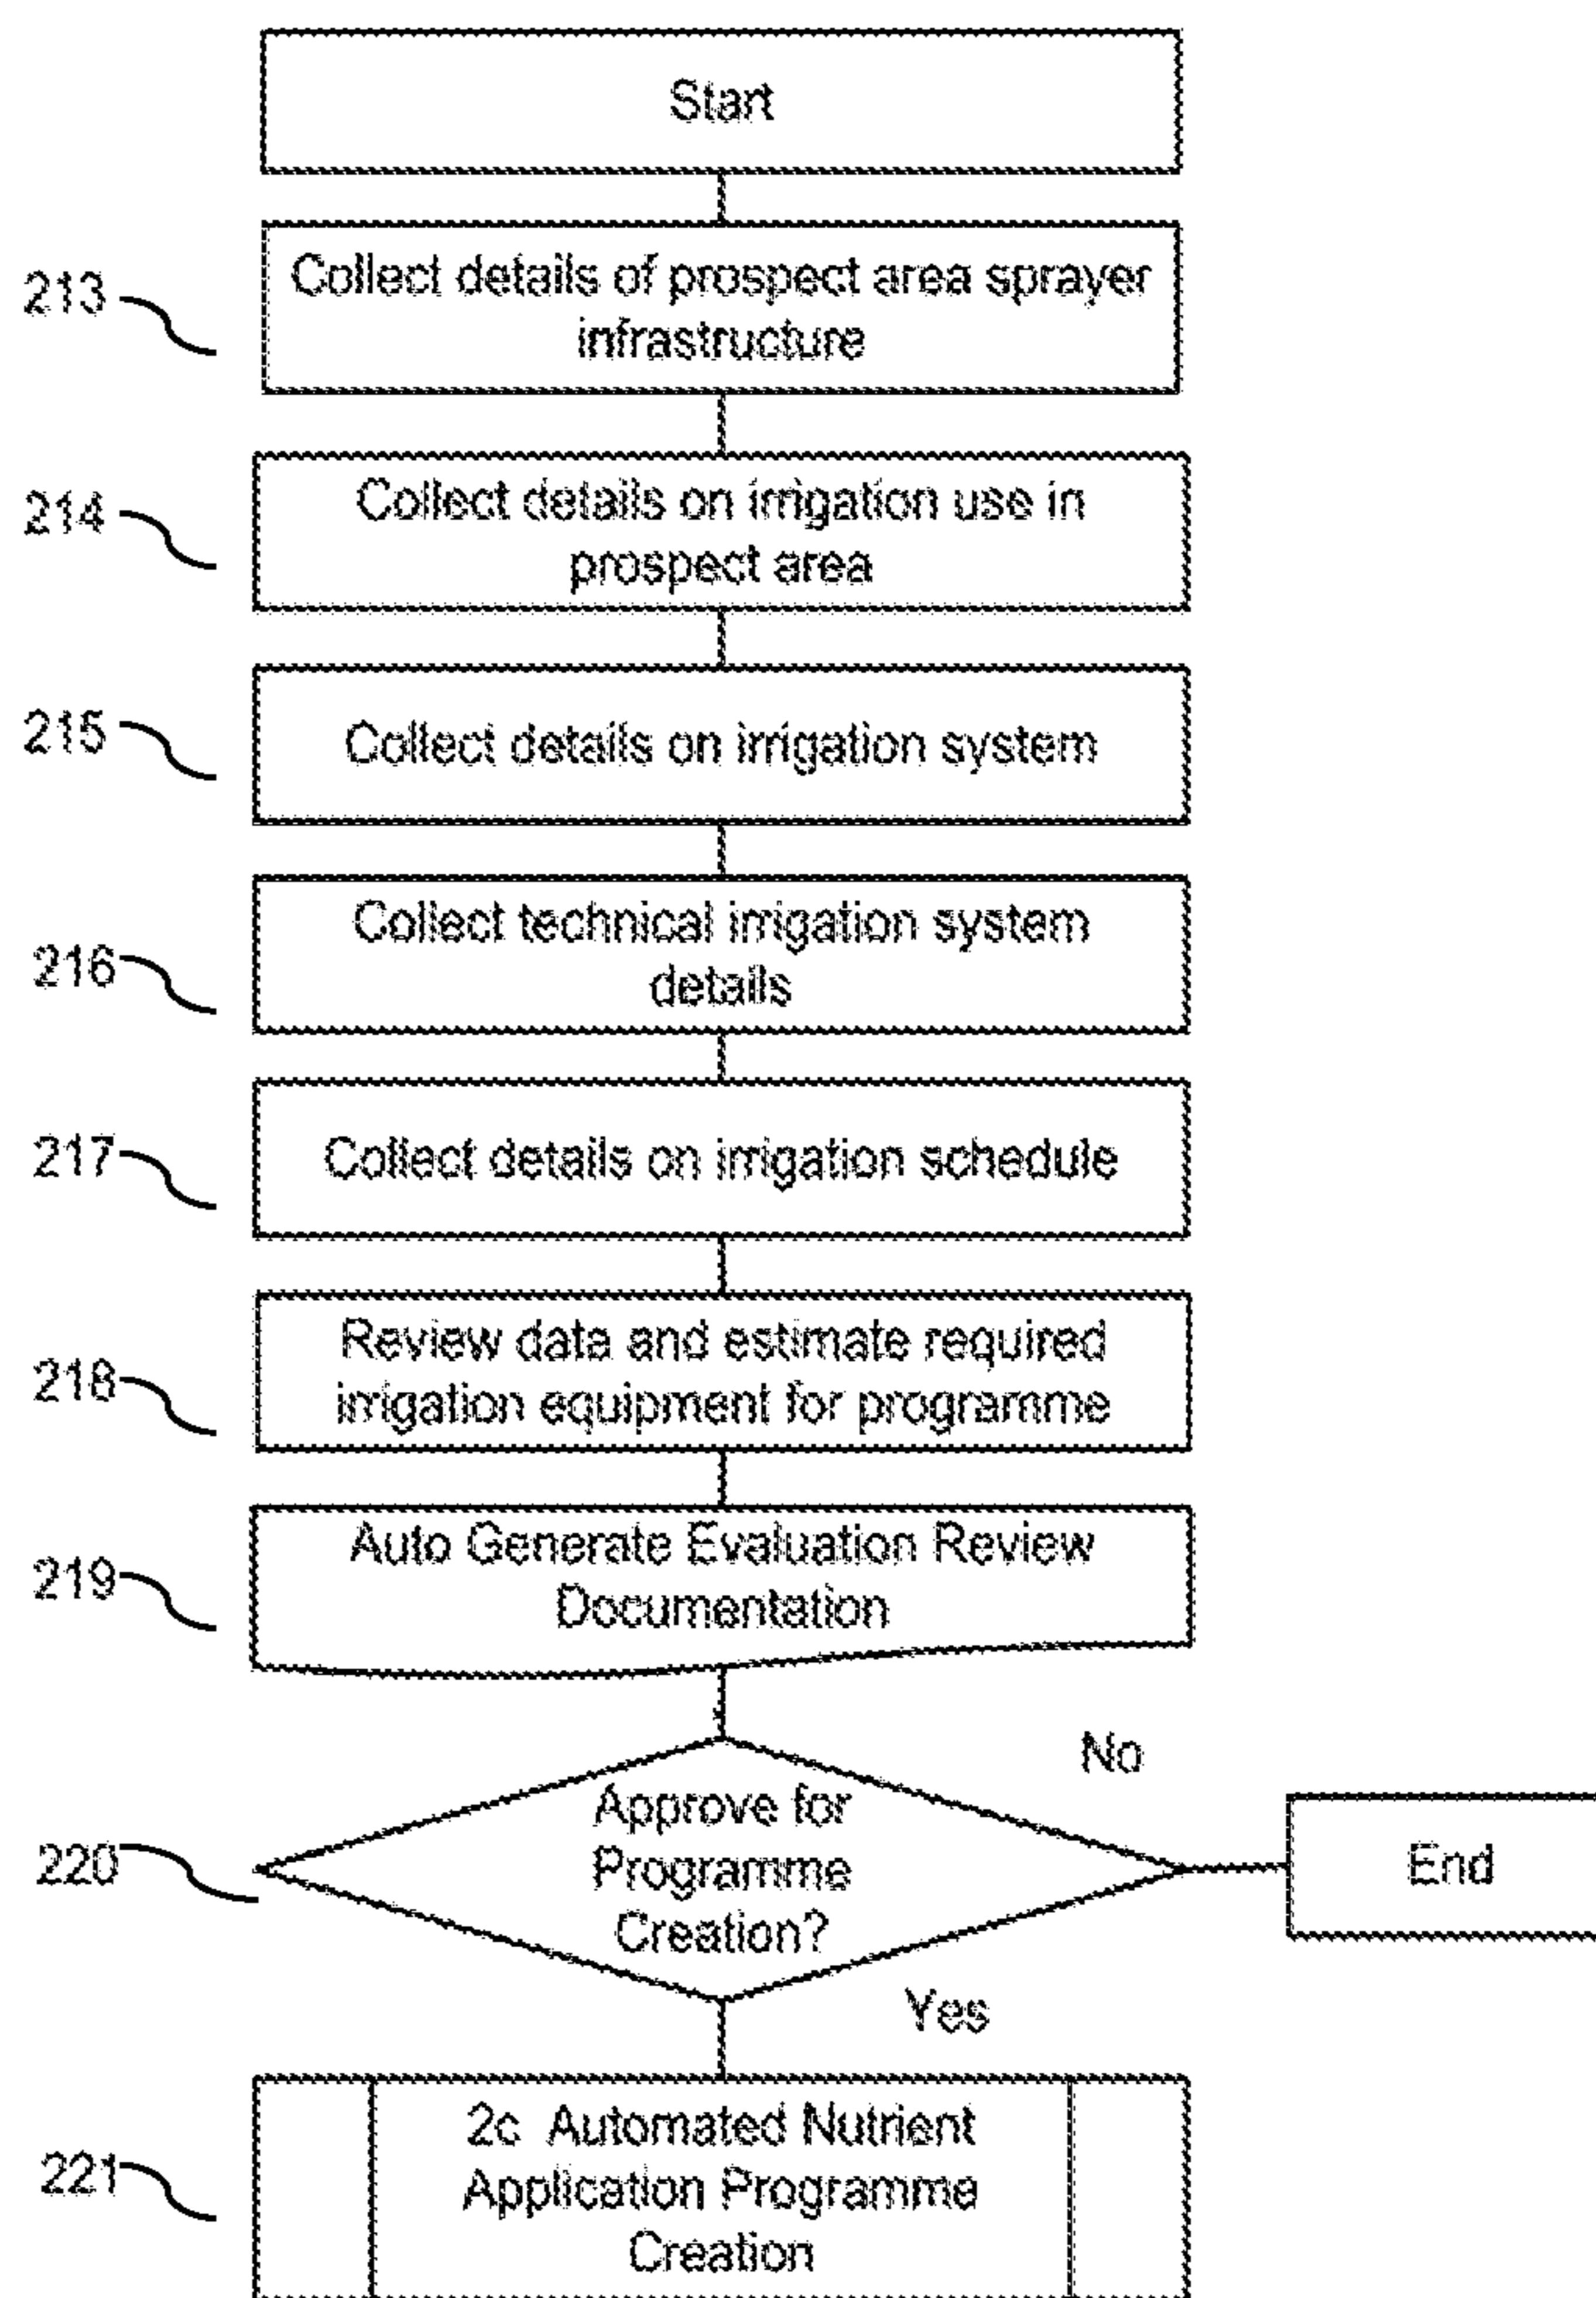 Start
213
Collect details of prospect area sprayer
infrastructure
214
Collect details on irrigation use in
prospect area
215
Collect details on irrigation system
216
Collect technical irrigation system
details
217
Collect details on irrigation schedule
218
Review data and estimate required
irrigation equipment for programme
219
Auto Generate Evaluation Review
Documentation
No
220
Approve for
Programme
Creation?
End
Yes
221
2c Automated Nutrient
Application Programme
Creation